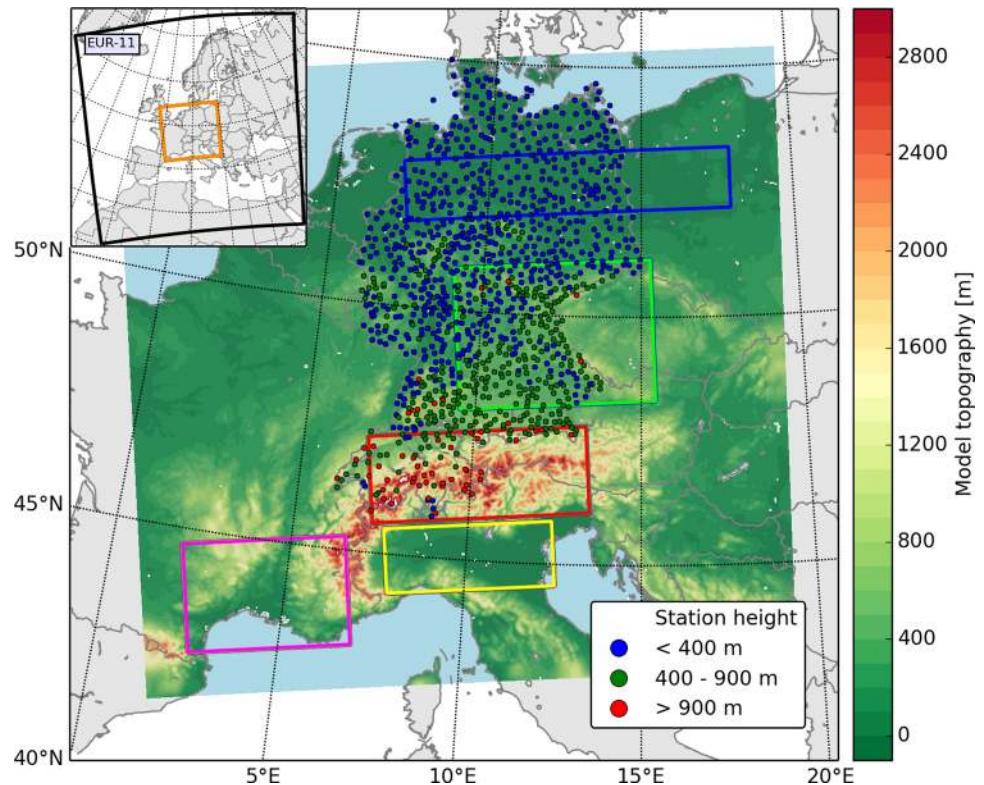 EUR-11
50°N
45°N
40°N
5°E
10°E
15°E
20°E
Station height
< 400 m
400 - 900 m
> 900 m
2800
2400
2000
1600
1200
800
400
0
Model topography [m]